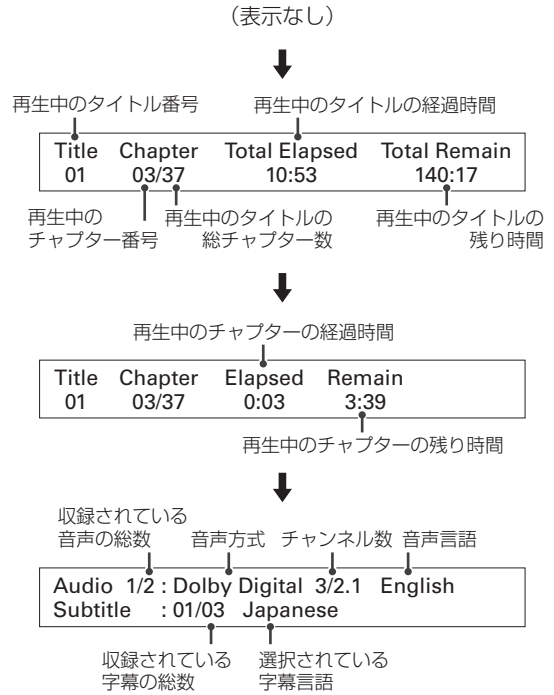 （表示なし）
再生中のタイトル番号 再生中のタイトルの経過時間
Title Chapter Total Elapsed Total Remain
01 03/37 10:53 140:17
再生中の
チャプター番号
再生中のタイトルの
総チャプター数
再生中のタイトルの
残り時間
再生中のチャプターの経過時間
Title Chapter Elapsed Remain
01 03/37 0:03 3:39
再生中のチャプターの残り時間
収録されている
音声の総数
音声方式 チャンネル数 音声言語
Audio 1/2 : Dolby Digital 3/2.1 English
Subtitle : 01/03 Japanese
収録されている
字幕の総数
選択されている
字幕言語